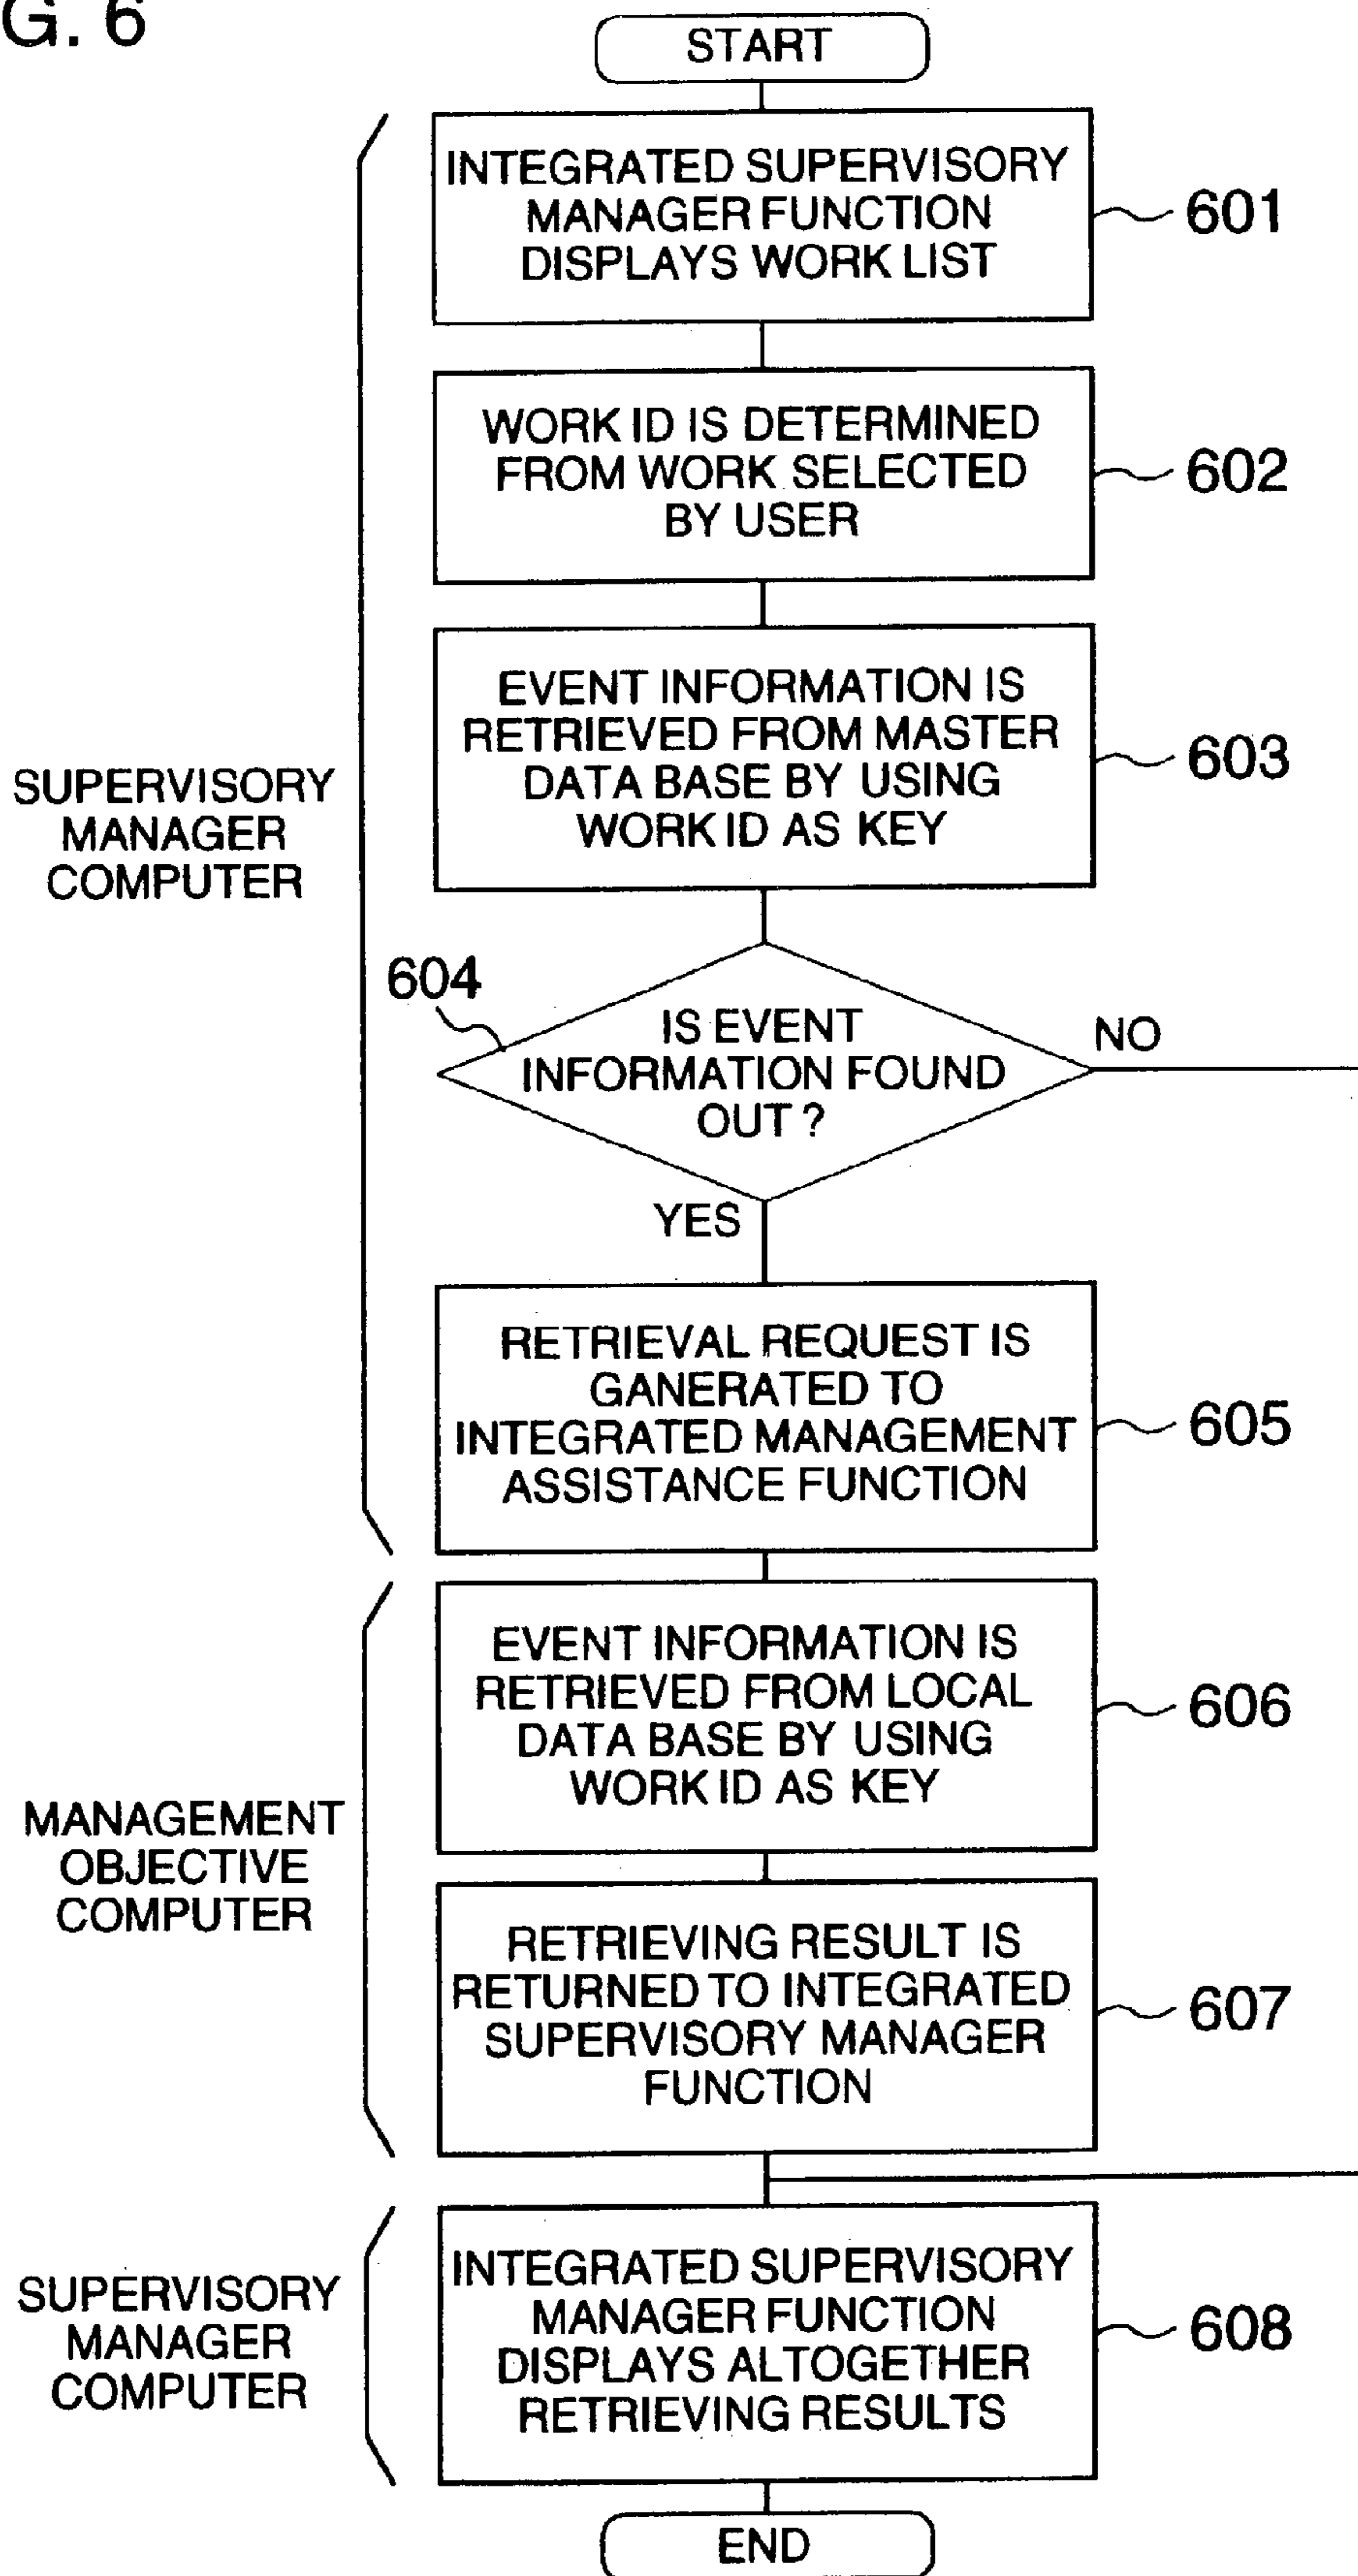 G. 6
START
INTEGRATED SUPERVISORY
MANAGER FUNCTION
DISPLAYS WORK LIST
601
WORK ID IS DETERMINED
FROM WORK SELECTED
BY USER
602
EVENT INFORMATION IS
RETRIEVED FROM MASTER
DATA BASE BY USING
WORK ID AS KEY
603
SUPERVISORY
MANAGER
COMPUTER
604
IS EVENT
INFORMATION FOUND
OUT ?
NO
YES
RETRIEVAL REQUEST IS
GANERATED TO
INTEGRATED MANAGEMENT
ASSISTANCE FUNCTION
605
EVENT INFORMATION IS
RETRIEVED FROM LOCAL
DATA BASE BY USING
WORK ID AS KEY
606
MANAGEMENT
OBJECTIVE
COMPUTER
RETRIEVING RESULT IS
RETURNED TO INTEGRATED
SUPERVISORY MANAGER
FUNCTION
607
SUPERVISORY
MANAGER
COMPUTER
INTEGRATED SUPERVISORY
MANAGER FUNCTION
DISPLAYS ALTOGETHER
RETRIEVING RESULTS
608
END